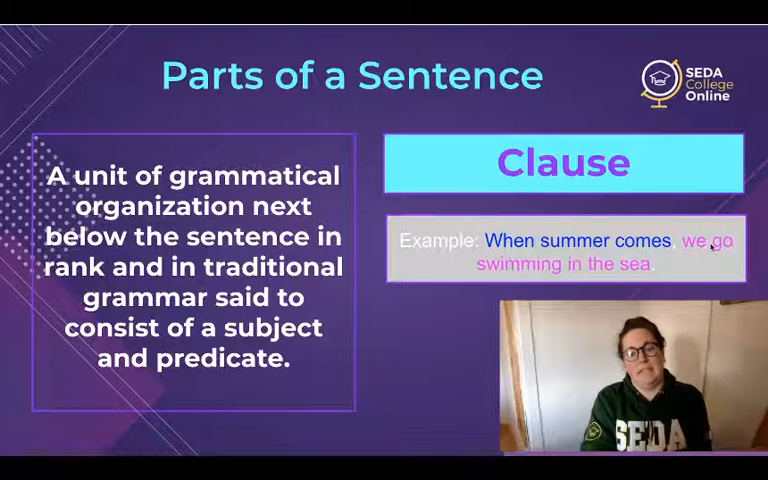 Parts of a Sentence
SEDA
College
Online
A unit of grammatical
organization next
below the sentence in
rank and in traditional
grammar said to
consist of a subject
and predicate.
Clause
Example: When summer comes, we go
swimming in the sea.
SEDA